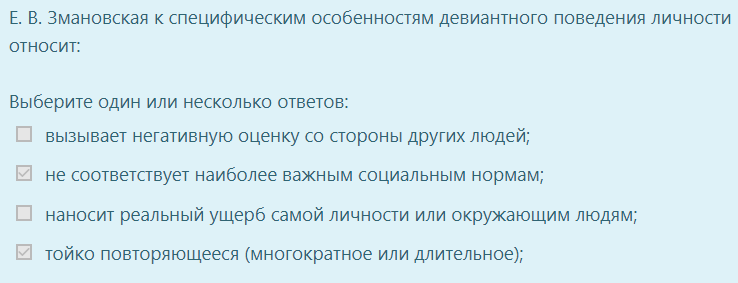 Е. В. Змановская к специфическим особенностям девиантного поведения личности
относит:
Выберите один или несколько ответов:
вызывает негативную оценку со стороны других людей;
не соответствует наиболее важным социальным нормам;
наносит реальный ущерб самой личности или окружающим людям;
тойко повторяющееся (многократное или длительное);